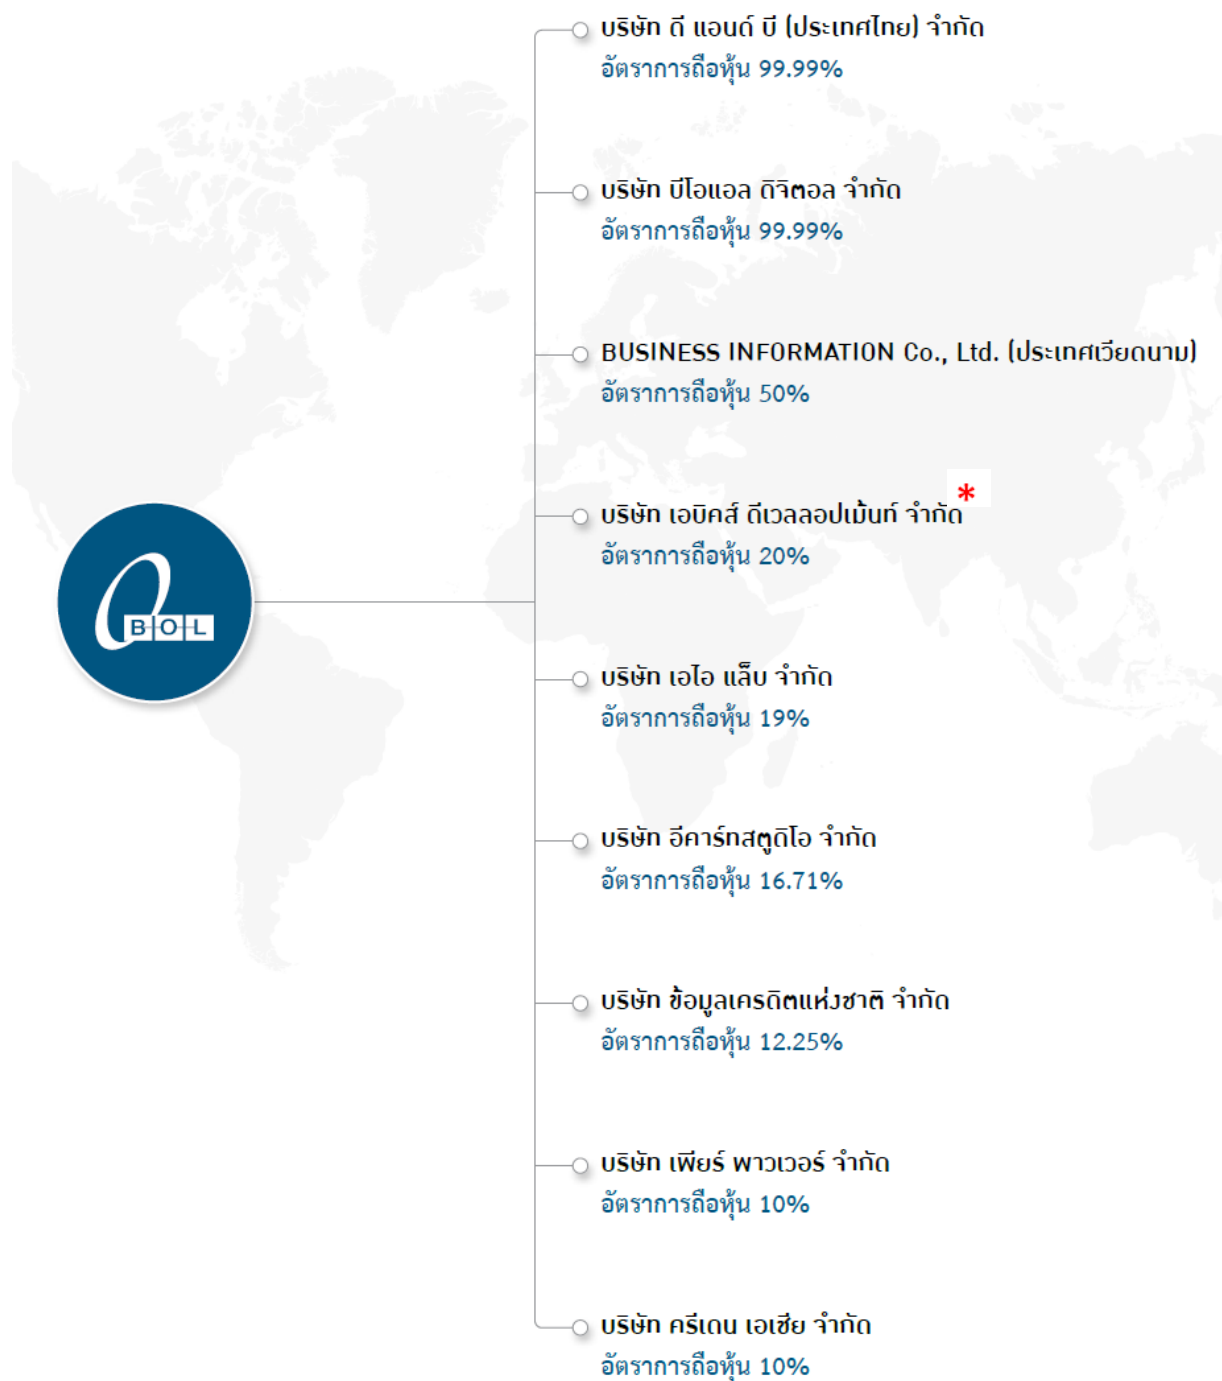 บริษัท ดี แอนด์ บี (ประเทศไทย) จำกัด
อัตราการถือหุ้น 99.99%
บริษัท บีโอแอล ดิจิตอล จำกัด
อัตราการถือหุ้น 99.99%
BUSINESS INFORMATION Co., Ltd. (ประเทศเวียดนาม)
อัตราการถือหุ้น 50%
บริษัท เอบิคส์ ดีเวลลอปเม้นท์ จำกัด*
อัตราการถือหุ้น 20%
BOL
บริษัท เอไอ แล็บ จำกัด
อัตราการถือหุ้น 19%
บริษัท อีคาร์ทสตูดิโอ จำกัด
อัตราการถือหุ้น 16.71%
บริษัท ข้อมูลเครดิตแห่งชาติ จำกัด
อัตราการถือหุ้น 12.25%
บริษัท เพียร์ พาวเวอร์ จำกัด
อัตราการถือหุ้น 10%
บริษัท ครีเดน เอเชีย จำกัด
อัตราการถือหุ้น 10%